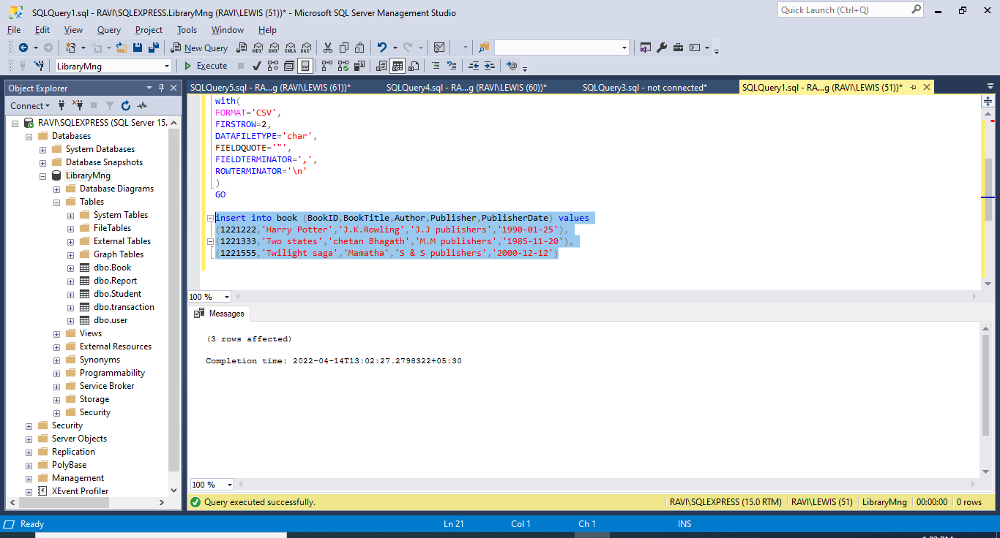 SQLQuery1.sql - RAVI\SQLEXPRESS.LibraryMng (RAVI\LEWIS (51))* - Microsoft SQL Server Management Studio
Quick Launch (Ctrl+Q)
File Edit View Query Project Tools Window Help
New Query MDX DMX XMLA DAX
LibraryMng Execute
Object Explorer
Connect
RAVI\SQLEXPRESS (SQL Server 15.
Databases
System Databases
Database Snapshots
LibraryMng
Database Diagrams
Tables
System Tables
FileTables
External Tables
Graph Tables
dbo.Book
dbo.Report
dbo.Student
dbo.transaction
dbo.user
Views
External Resources
Synonyms
Programmability
Service Broker
Storage
Security
Security
Server Objects
Replication
PolyBase
Management
XEvent Profiler
SQLQuery5.sql - RA...g (RAVI\LEWIS (61))* SQLQuery4.sql - RA...g (RAVI\LEWIS (60))* SQLQuery3.sql - not connected* SQLQuery1.sql - RA...g (RAVI\LEWIS (51))*
with(
FORMAT='CSV',
FIRSTROW=2,
DATAFILETYPE='char',
FIELDQUOTE='"',
FIELDTERMINATOR=',',
ROWTERMINATOR='\n'
)
GO
insert into book (BookID,BookTitle,Author,Publisher,PublisherDate) values
(1221222,'Harry Potter','J.K.Rowling','J.J publishers','1990-01-25'),
(1221333,'Two states','chetan Bhagath','M.M publishers','1985-11-20'),
(1221555,'Twilight saga','Mamatha','S & S publishers','2000-12-12')
100 %
Messages
(3 rows affected)
Completion time: 2022-04-14T13:02:27.2798322+05:30
100 %
Query executed successfully. RAVI\SQLEXPRESS (15.0 RTM) RAVI\LEWIS (51) LibraryMng 00:00:00 0 rows
Ready Ln 21 Col 1 Ch 1 INS